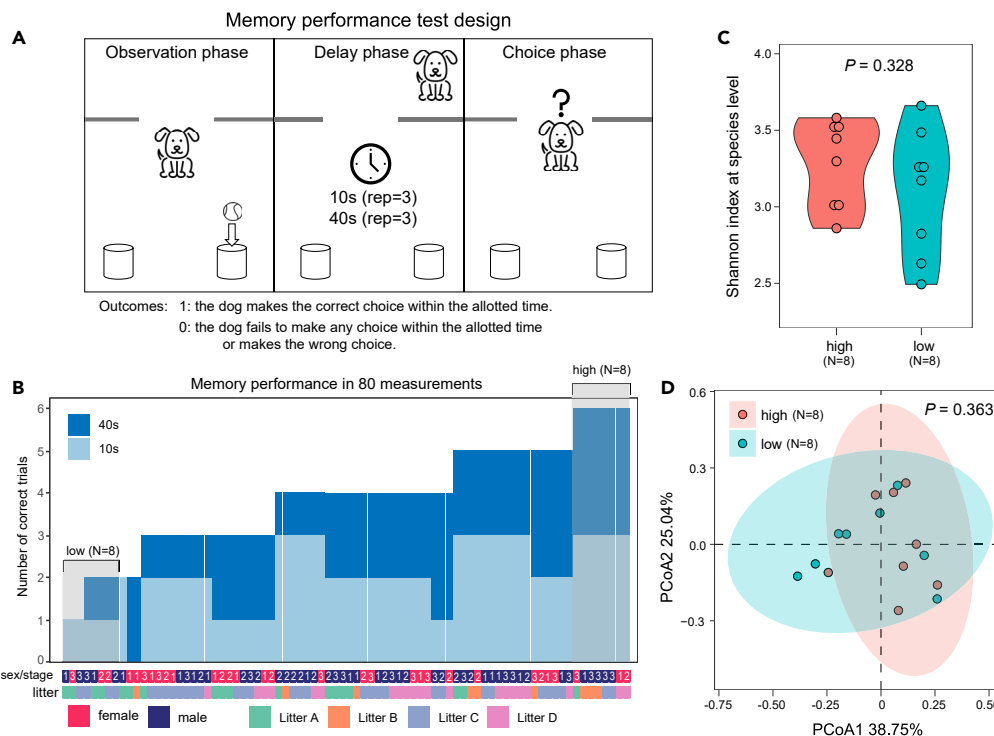 Memory performance test design
A
Observation phase
Delay phase
Choice phase
?
10s (rep=3)
40s (rep=3)
Outcomes: 1: the dog makes the correct choice within the allotted time.
0: the dog fails to make any choice within the allotted time
or makes the wrong choice.
B
Memory performance in 80 measurements
high (N=8)
40s
10s
low (N=8)
Number of correct trials
6
5
4
3
2
1
0
sex/stage
litter
female
male
Litter A
Litter B
Litter C
Litter D
C
P = 0.328
Shannon index at species level
4.0
3.5
3.0
2.5
high
(N=8)
low
(N=8)
D
high (N=8)
low (N=8)
P = 0.363
PCoA2 25.04%
0.6
0.3
0.0
−0.3
-0.75
-0.50
-0.25
0
0.25
PCoA1 38.75%